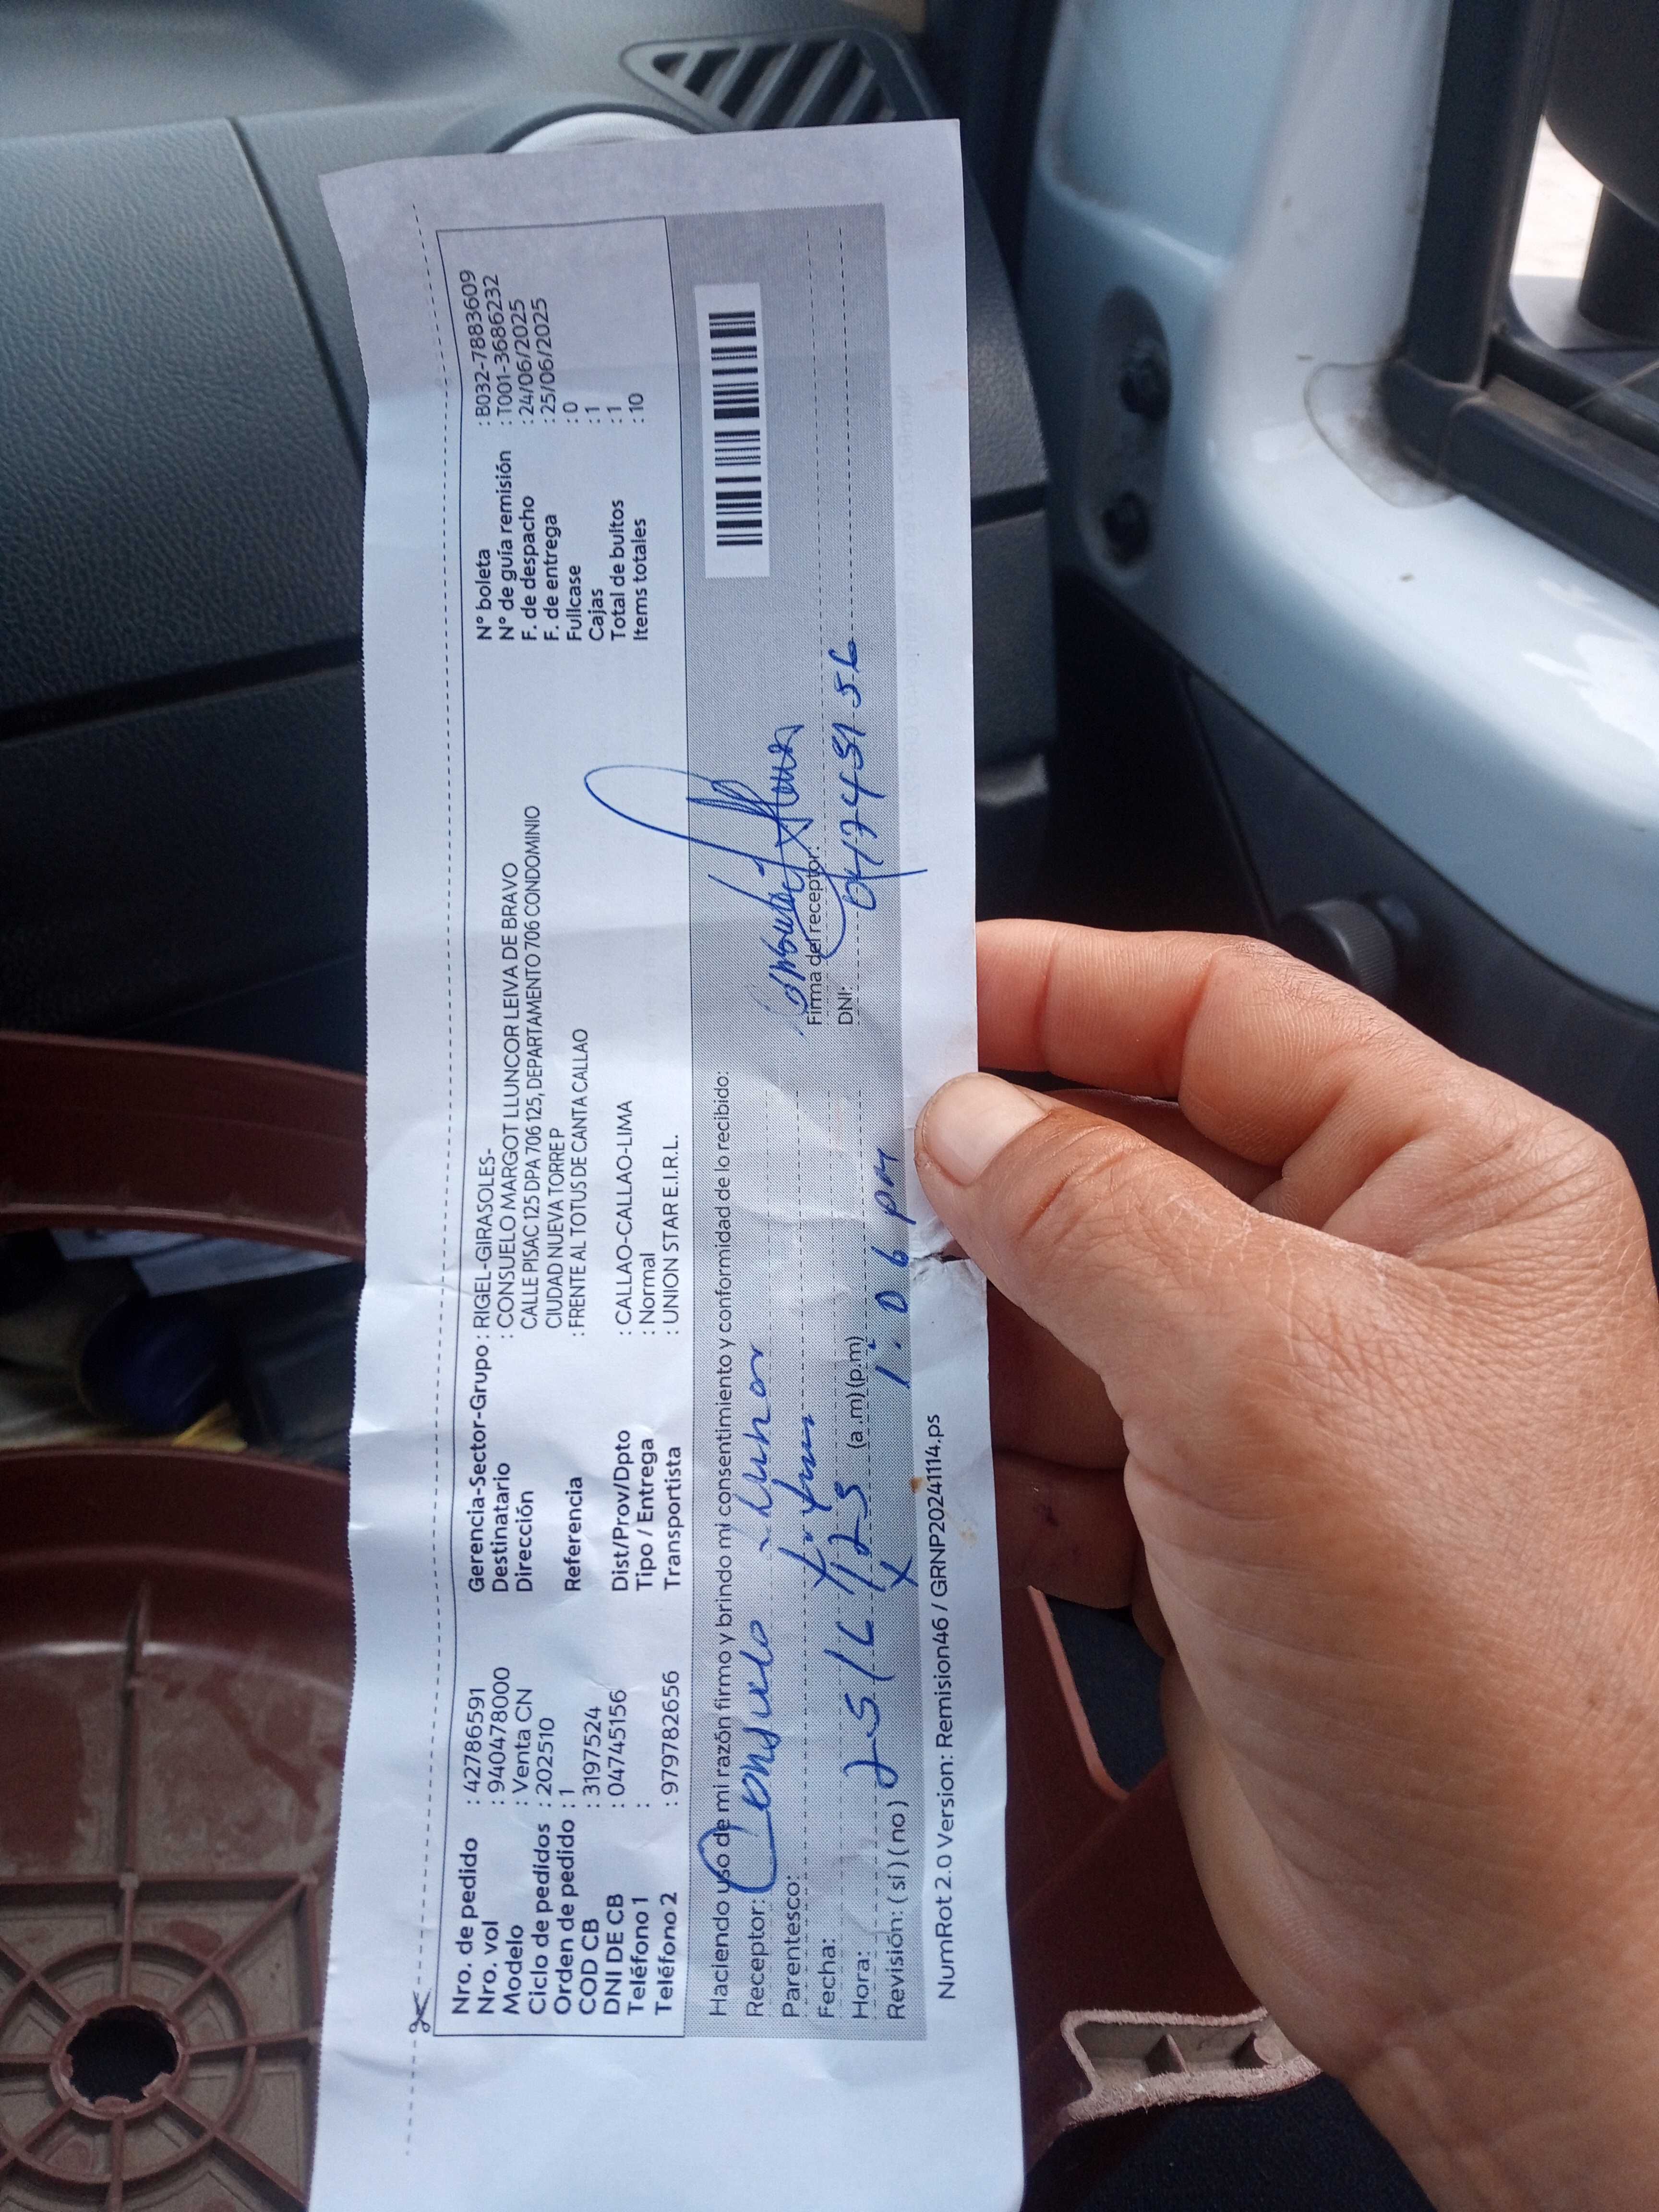 Nro. de pedido : 42786591
Nro. vol : 940478000
Modelo : Venta CN
Ciclo de pedidos : 202510
Orden de pedido : 1
COD CB : 3197524
DNI DE CB : 04745156
Teléfono 1 :
Teléfono 2 : 979782656
Gerencia-Sector-Grupo : RIGEL-GIRASOLES-
Destinatario : CONSUELO MARGOT LLUNCOR LEIVA DE BRAVO
Dirección CALLE PISAC 125 DPA 706 125, DEPARTAMENTO 706 CONDOMINIO
CIUDAD NUEVA TORRE P
Referencia : FRENTE AL TOTUS DE CANTA CALLAO
Dist/Prov/Dpto : CALLAO-CALLAO-LIMA
Tipo / Entrega : Normal
Transportista : UNION STAR E.I.R.L.
N° boleta : B032-7883609
N° de guía remisión : T001-3686232
F. de despacho : 24/06/2025
F. de entrega : 25/06/2025
Fullcase : 0
Cajas : 1
Total de bultos : 1
Items totales : 10
Haciendo uso de mi razón firmo y brindo mi consentimiento y conformidad de lo recibido:
Receptor: Consuelo
Parentesco:
Fecha: 25/6/25
Hora: (a .m) (p.m) 1:06 pm
Revisión: ( si ) ( no ) X
Firma del receptor:
DNI:
NumRot 2.0 Version: Remision46 / GRNP20241114.ps